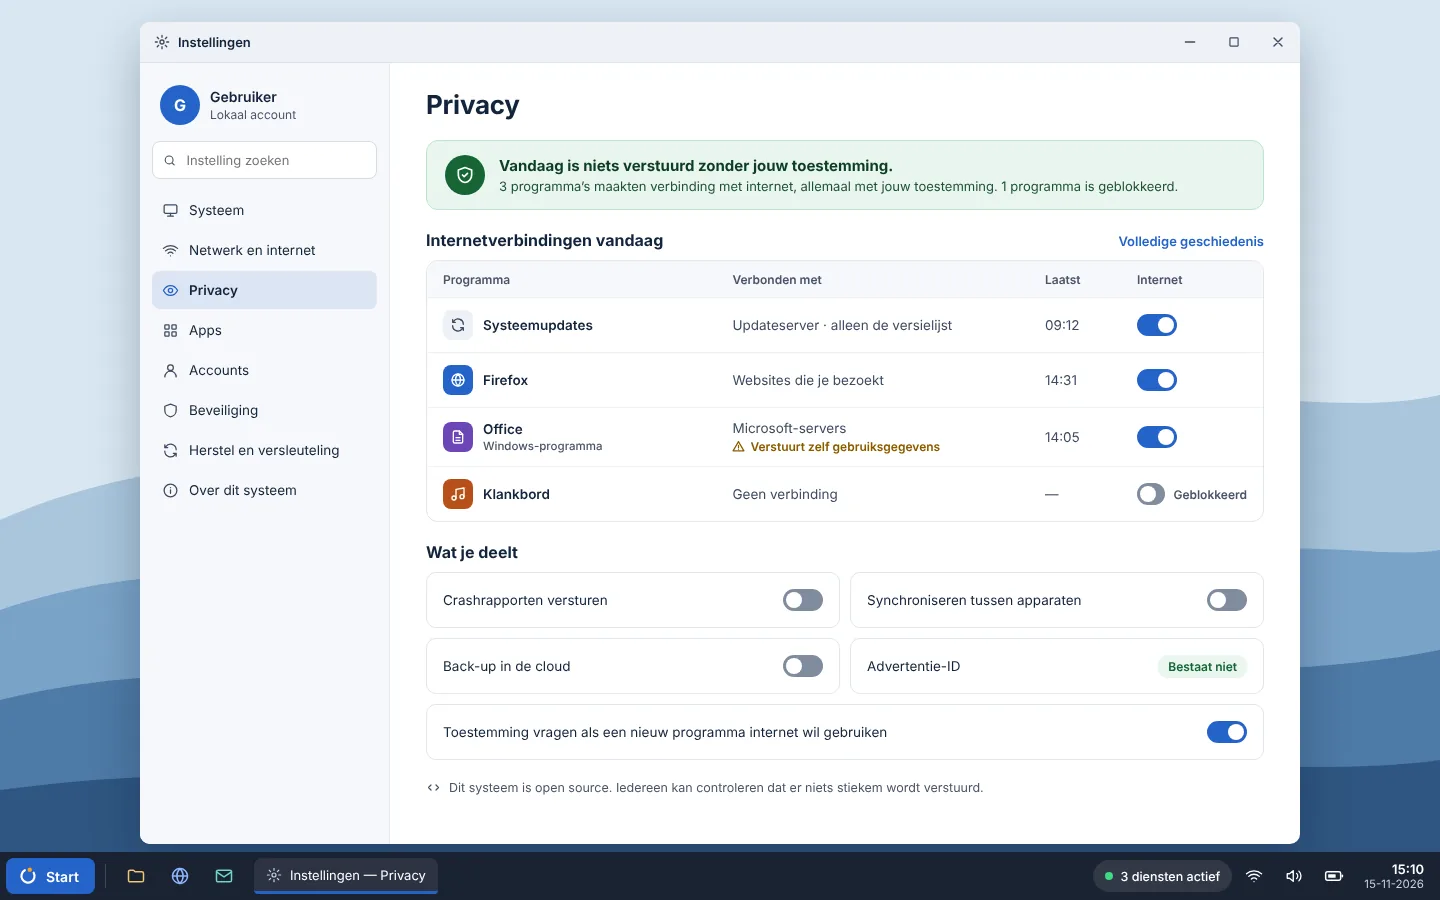 Instellingen
G
Gebruiker
Lokaal account
Instelling zoeken
Systeem
Netwerk en internet
Privacy
Apps
Accounts
Beveiliging
Herstel en versleuteling
Over dit systeem
Privacy
Vandaag is niets verstuurd zonder jouw toestemming.
3 programma's maakten verbinding met internet, allemaal met jouw toestemming. 1 programma is geblokkeerd.
Internetverbindingen vandaag
Volledige geschiedenis
Programma Verbonden met Laatst Internet
Systeemupdates Updateserver · alleen de versielijst 09:12
Firefox Websites die je bezoekt 14:31
Office Microsoft-servers 14:05
Windows-programma Verstuurt zelf gebruiksgegevens
Klankbord Geen verbinding — Geblokkeerd
Wat je deelt
Crashrapporten versturen
Synchroniseren tussen apparaten
Back-up in de cloud
Advertentie-ID Bestaat niet
Toestemming vragen als een nieuw programma internet wil gebruiken
Dit systeem is open source. Iedereen kan controleren dat er niets stiekem wordt verstuurd.
Start
Instellingen — Privacy
3 diensten actief
15:10
15-11-2026